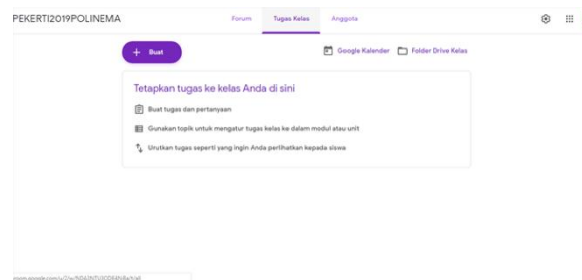 PEKERTI2019POLINEMA
Forum Tugas Kelas Anggota
+ Buat
Google Kalender Folder Drive Kelas
Tetapkan tugas ke kelas Anda di sini
Buat tugas dan pertanyaan
Gunakan topik untuk mengatur tugas kelas ke dalam modul atau unit
Urutkan tugas seperti yang ingin Anda perlihatkan kepada siswa